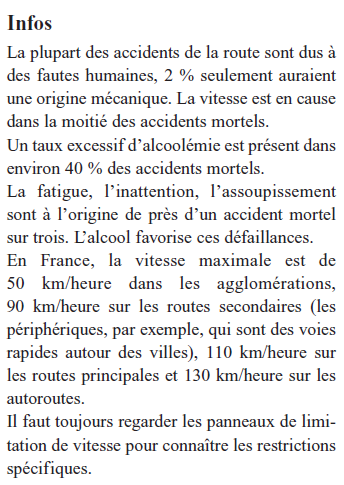 Infos
La plupart des accidents de la route sont dus à
des fautes humaines, 2 % seulement auraient
une origine mécanique. La vitesse est en cause
dans la moitié des accidents mortels.
Un taux excessif d’alcoolémie est présent dans
environ 40 % des accidents mortels.
La fatigue, l’inattention, l’assoupissement
sont à l’origine de près d’un accident mortel
sur trois. L’alcool favorise ces défaillances.
En France, la vitesse maximale est de
50 km/heure dans les agglomérations,
90 km/heure sur les routes secondaires (les
périphériques, par exemple, qui sont des voies
rapides autour des villes), 110 km/heure sur
les routes principales et 130 km/heure sur les
autoroutes.
Il faut toujours regarder les panneaux de limi-
tation de vitesse pour connaître les restrictions
spécifiques.